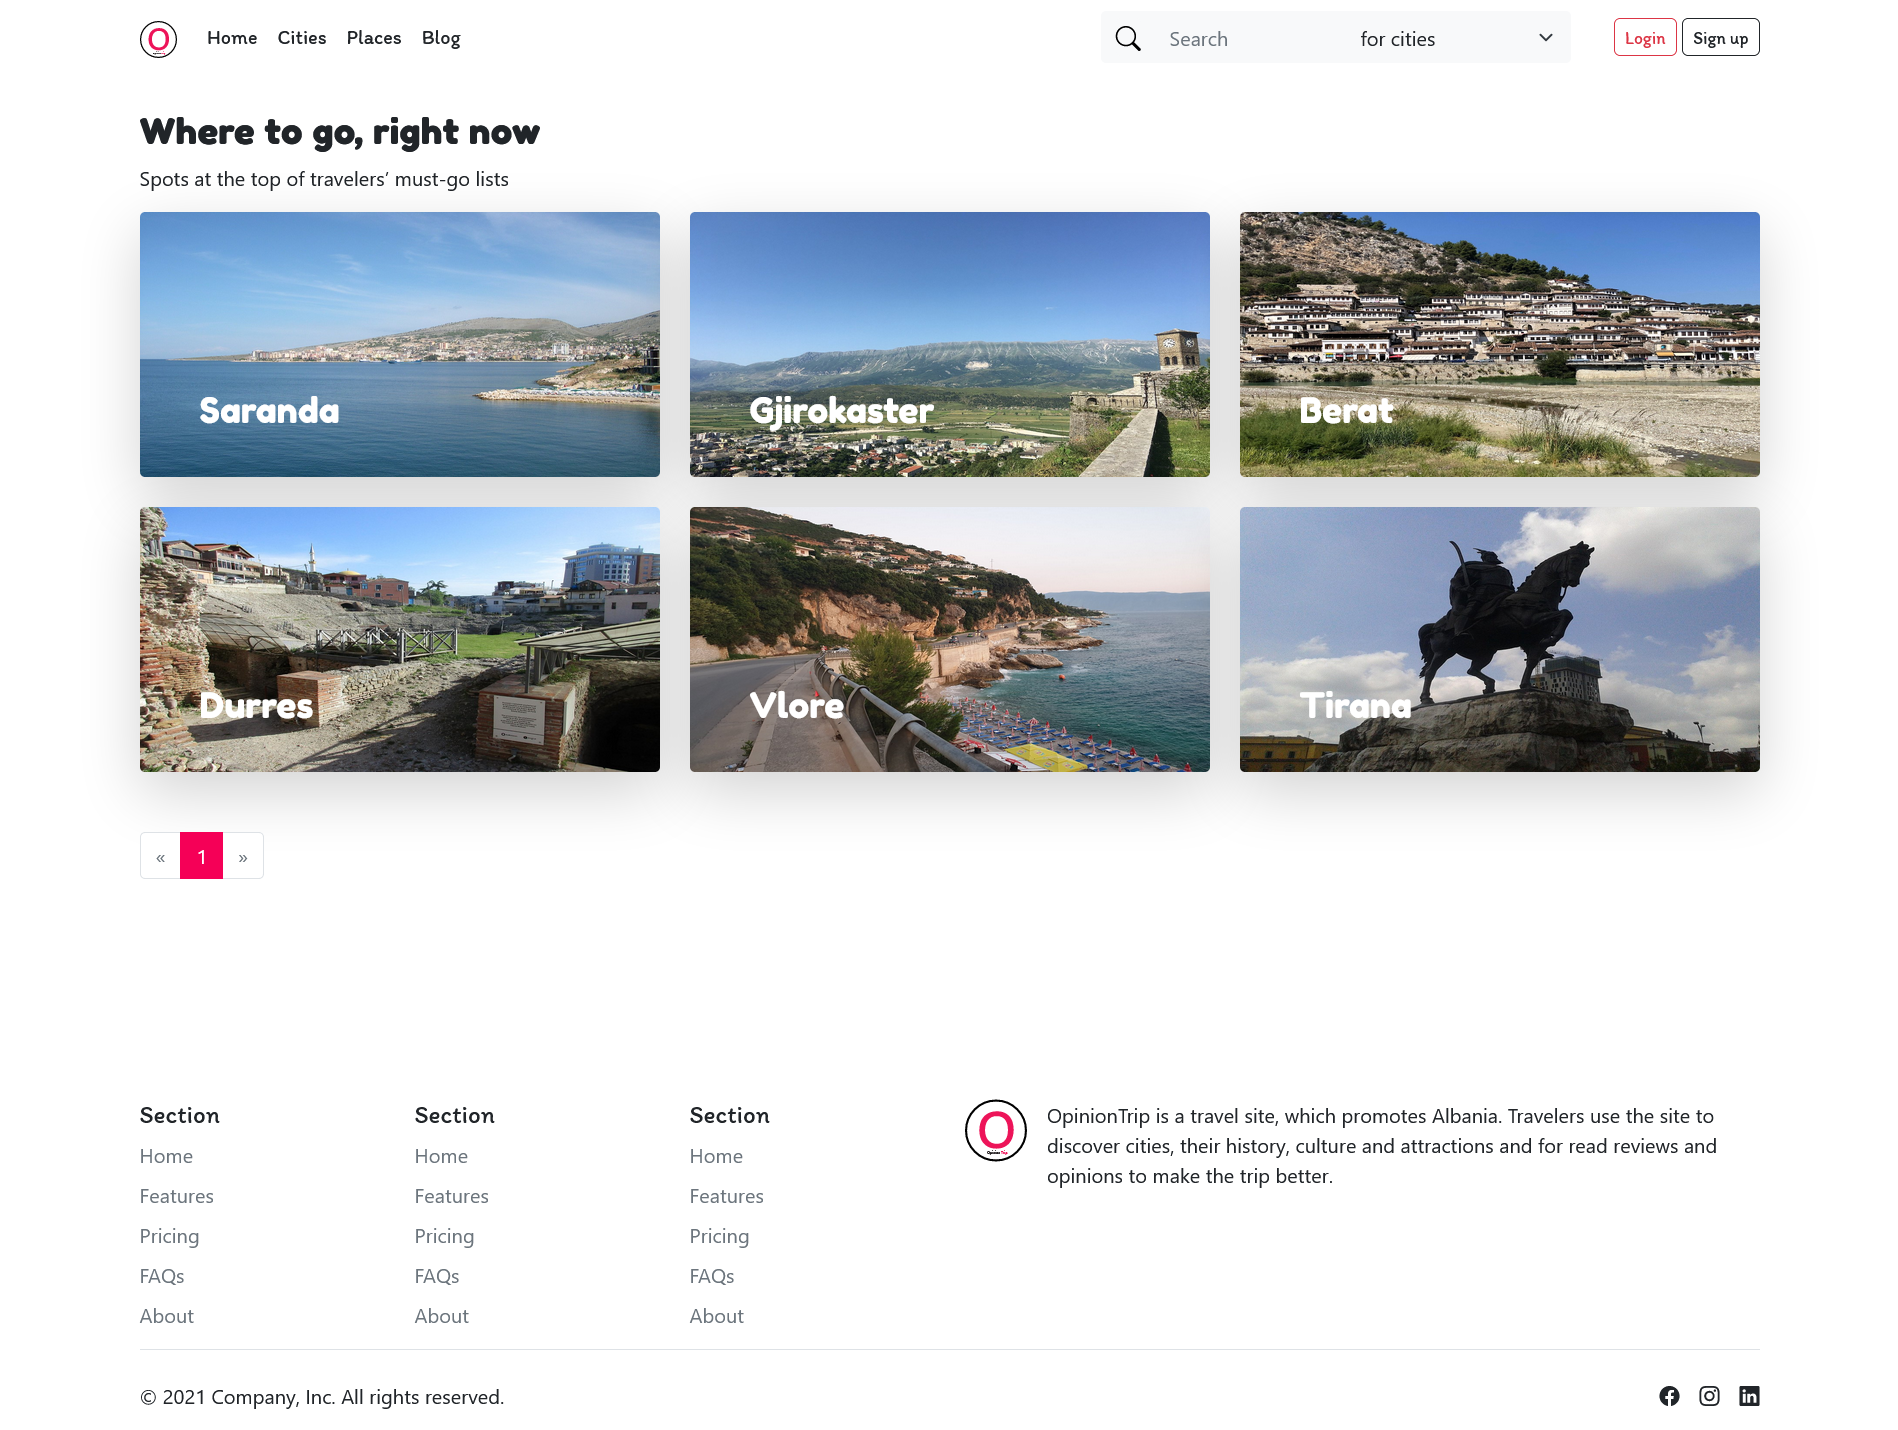 O
Home Cities Places Blog
Search
for cities
Login
Sign up
Where to go, right now
Spots at the top of travelers’ must-go lists
Saranda
Gjirokaster
Berat
Durres
Vlore
Tirana
« 1 »
Section
Home
Features
Pricing
FAQs
About
Section
Home
Features
Pricing
FAQs
About
Section
Home
Features
Pricing
FAQs
About
O
Opinion Trip
OpinionTrip is a travel site, which promotes Albania. Travelers use the site to
discover cities, their history, culture and attractions and for read reviews and
opinions to make the trip better.
© 2021 Company, Inc. All rights reserved.